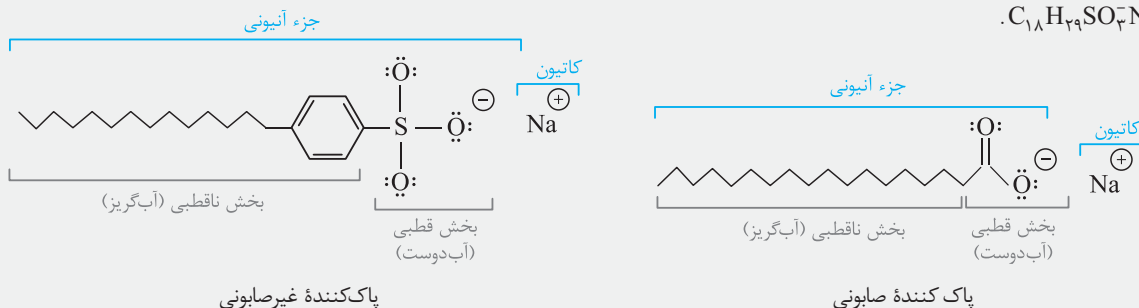 .C₁₈H₂₉SO₃⁻N
جزء آنیونی
کاتیون
:Ö:
S
Ö:
:O:
Na +
بخش ناقطبی (آب‌گریز)
بخش قطبی
(آب‌دوست)
پاک‌کنندهٔ غیرصابونی
جزء آنیونی
کاتیون
:O:
O:
Na +
بخش ناقطبی (آب‌گریز)
بخش قطبی
(آب‌دوست)
پاک کنندهٔ صابونی